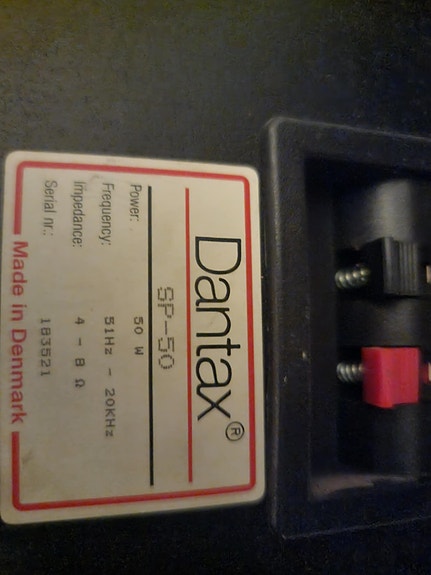 Dantax®
SP-50
Power: 50 W
Frequency: 51Hz - 20KHz
Impedance: 4 - 8 Ω
Serial nr.: 183521
Made in Denmark